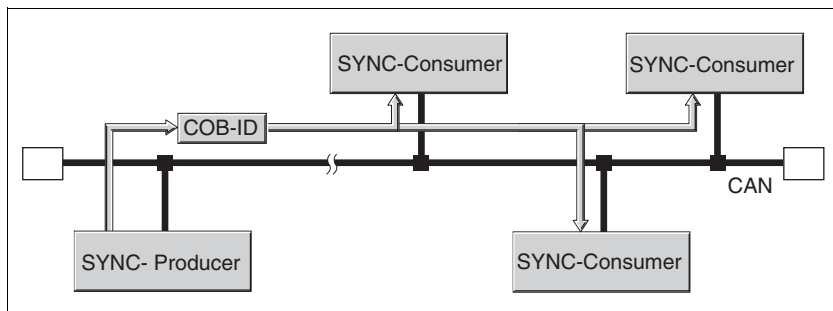 SYNC-Consumer
SYNC-Consumer
COB-ID
CAN
SYNC- Producer
SYNC-Consumer